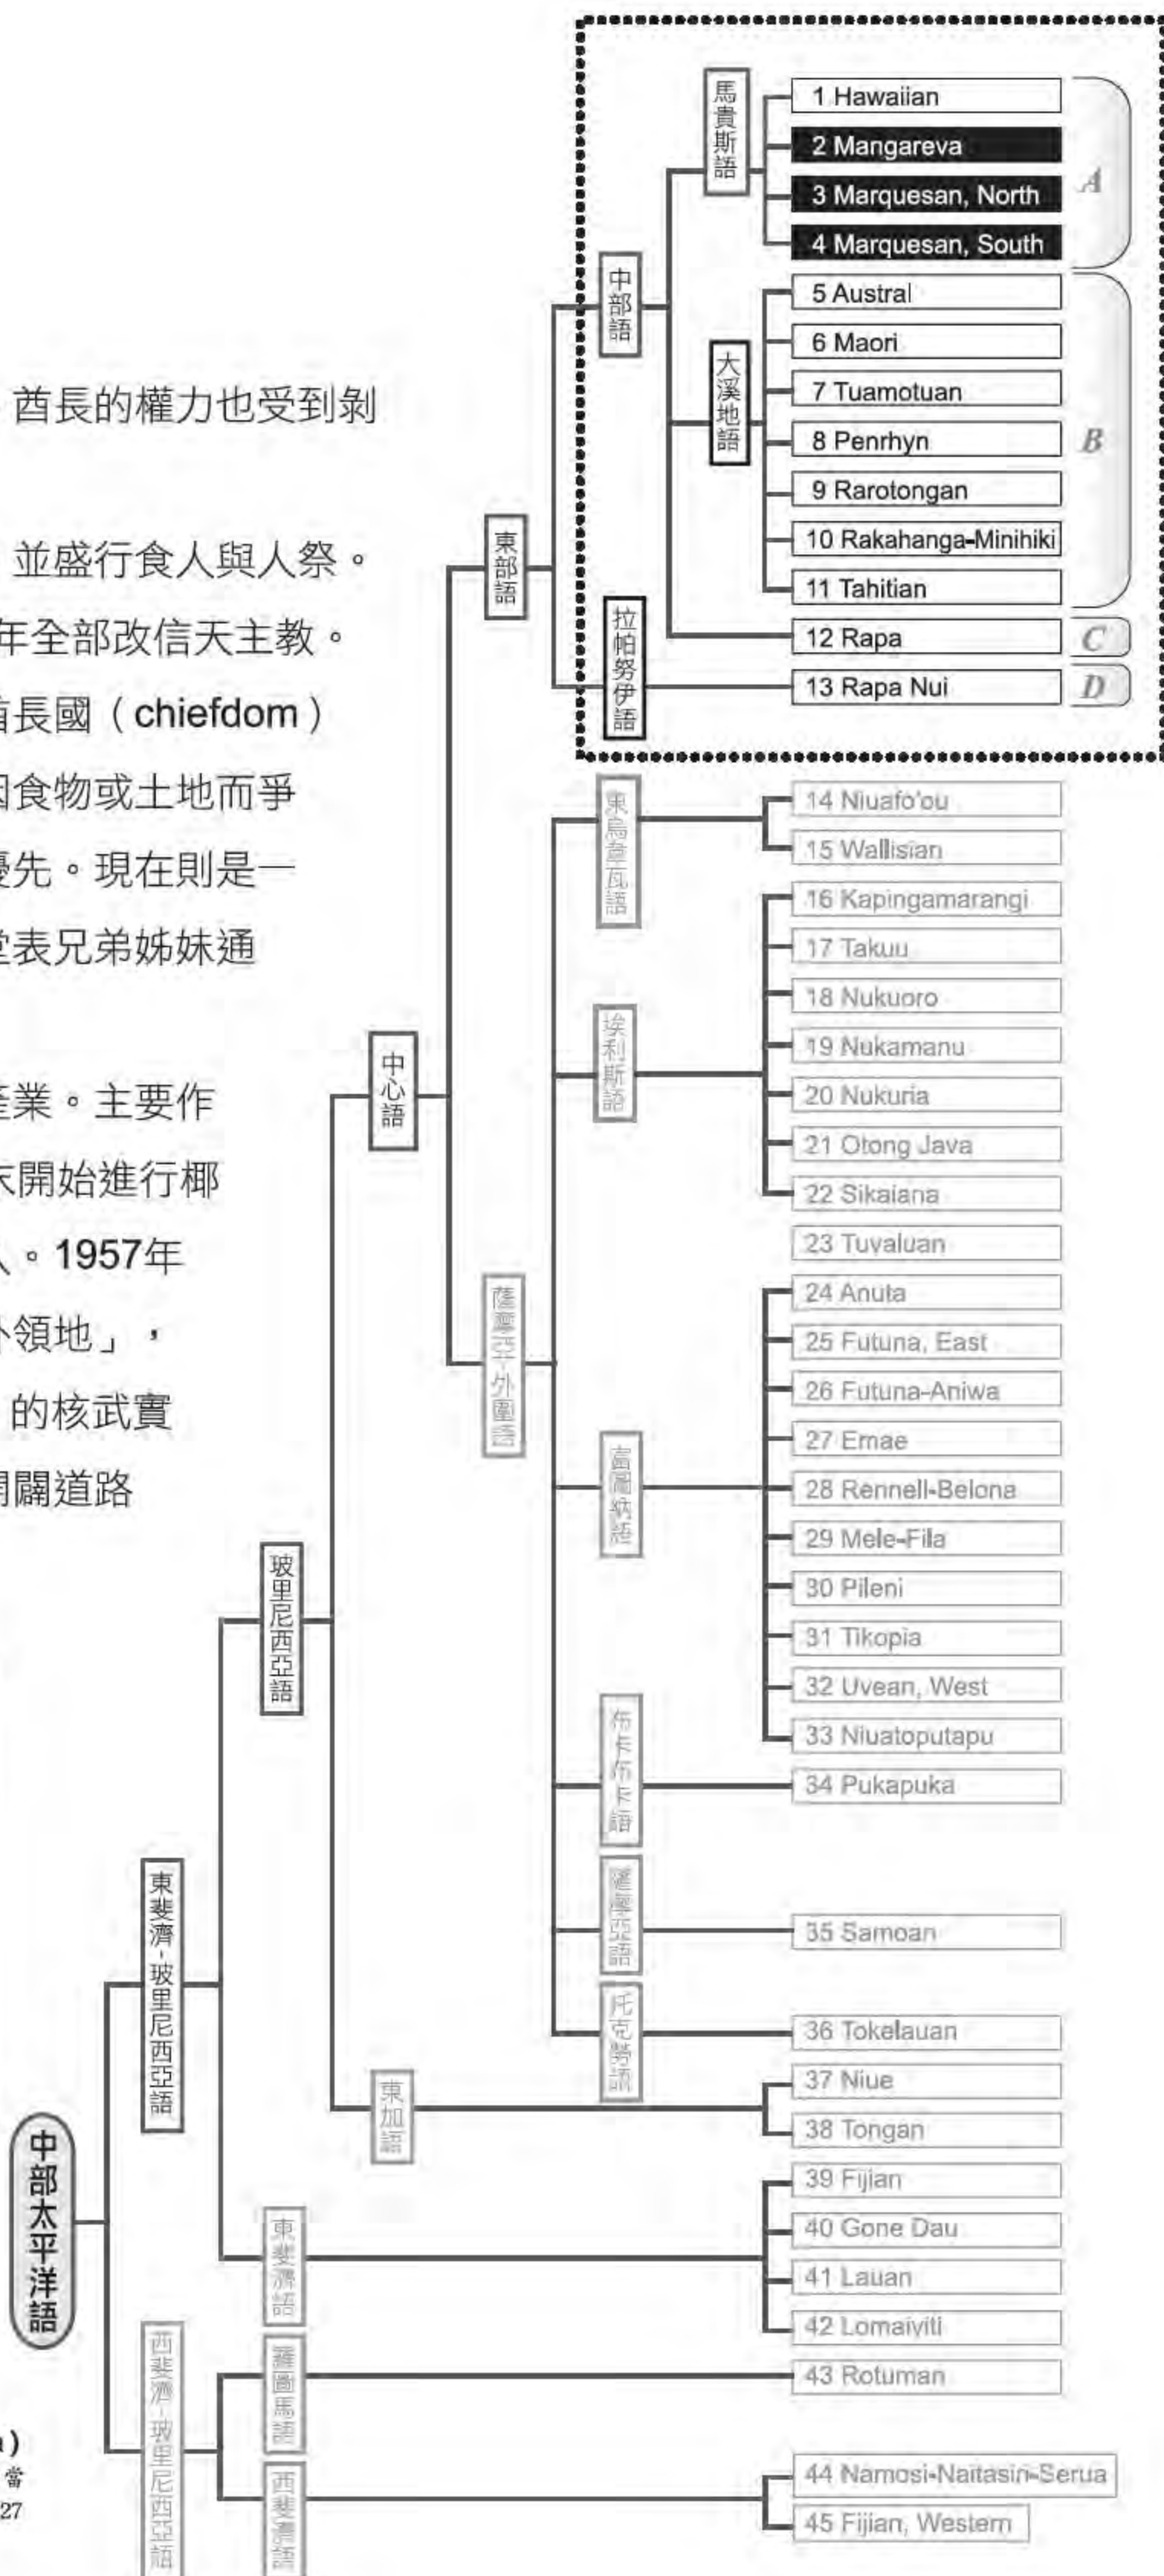 酋長的權力也受到剝
並盛行食人與人祭。
年全部改信天主教。
酋長國（chiefdom）
因食物或土地而爭
優先。現在則是一
堂表兄弟姊妹通
產業。主要作
末開始進行椰
人。1957年
外領地」，
的核武實
開闢道路
中部太平洋語
東斐濟-玻里尼西亞語
西斐濟-玻里尼西亞語
玻里尼西亞語
東斐濟語
羅圖馬語
西斐濟語
中心語
東加語
東部語
薩摩亞-外圍語
中部語
拉帕努伊語
東烏韋瓦語
埃利斯語
富圖納語
布卡布卡語
薩摩亞語
托克勞語
馬貴斯語
大溪地語
1 Hawaiian
2 Mangareva
3 Marquesan, North
4 Marquesan, South
A
5 Austral
6 Maori
7 Tuamotuan
8 Penrhyn
9 Rarotongan
10 Rakahanga-Minihiki
11 Tahitian
B
12 Rapa
C
13 Rapa Nui
D
14 Niuafo'ou
15 Wallisian
16 Kapingamarangi
17 Takuu
18 Nukuoro
19 Nukamanu
20 Nukuria
21 Otong Java
22 Sikaiana
23 Tuvaluan
24 Anuta
25 Futuna, East
26 Futuna-Aniwa
27 Emae
28 Rennell-Belona
29 Mele-Fila
30 Pileni
31 Tikopia
32 Uvean, West
33 Niuatoputapu
34 Pukapuka
35 Samoan
36 Tokelauan
37 Niue
38 Tongan
39 Fijian
40 Gone Dau
41 Lauan
42 Lomaiviti
43 Rotuman
44 Namosi-Naitasiri-Serua
45 Fijian, Western
當
27